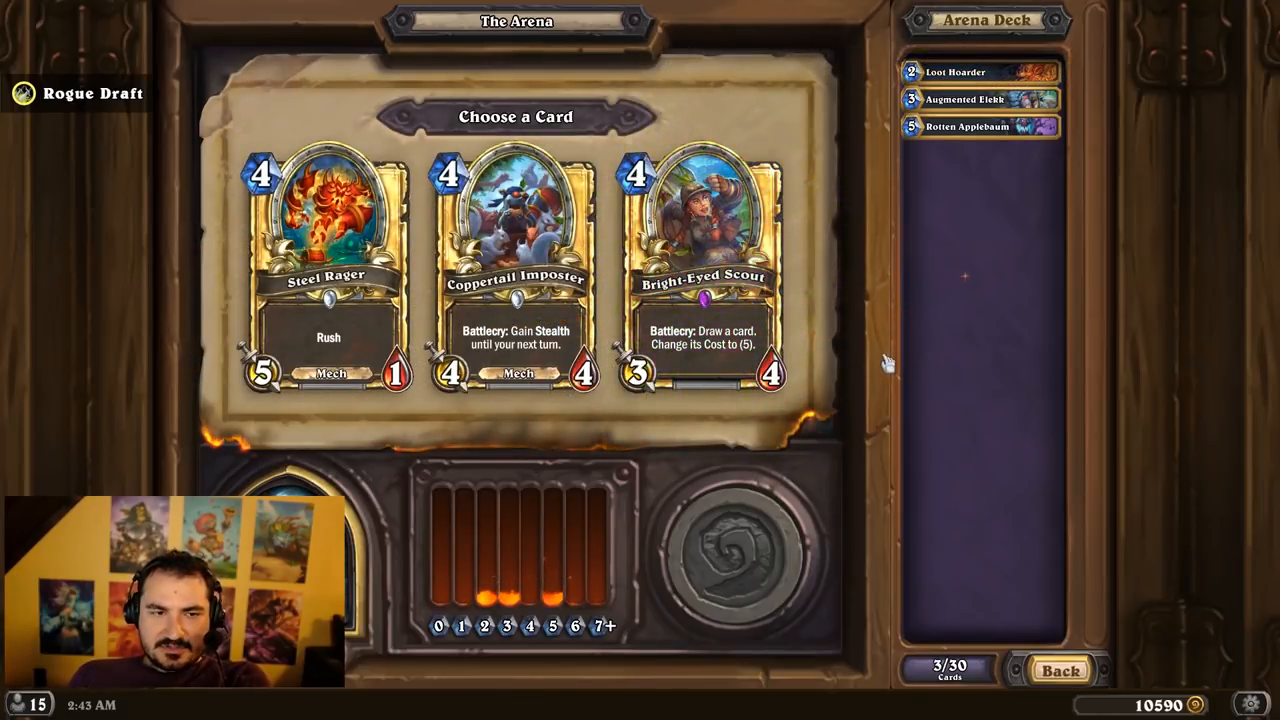 The Arena
Arena Deck
Rogue Draft
Choose a Card
4
4
4
Steel Rager
Coppertail Imposter
Bright-Eyed Scout
Rush
Battlecry: Gain Stealth
until your next turn.
Battlecry: Draw a card.
Change its Cost to (5).
5
Mech
1
4
Mech
4
3
4
2 Loot Hoarder
3 Augmented Elekk
5 Rotten Applebaum
0 1 2 3 4 5 6 7+
3/30
Cards
Back
15
2:43 AM
10590